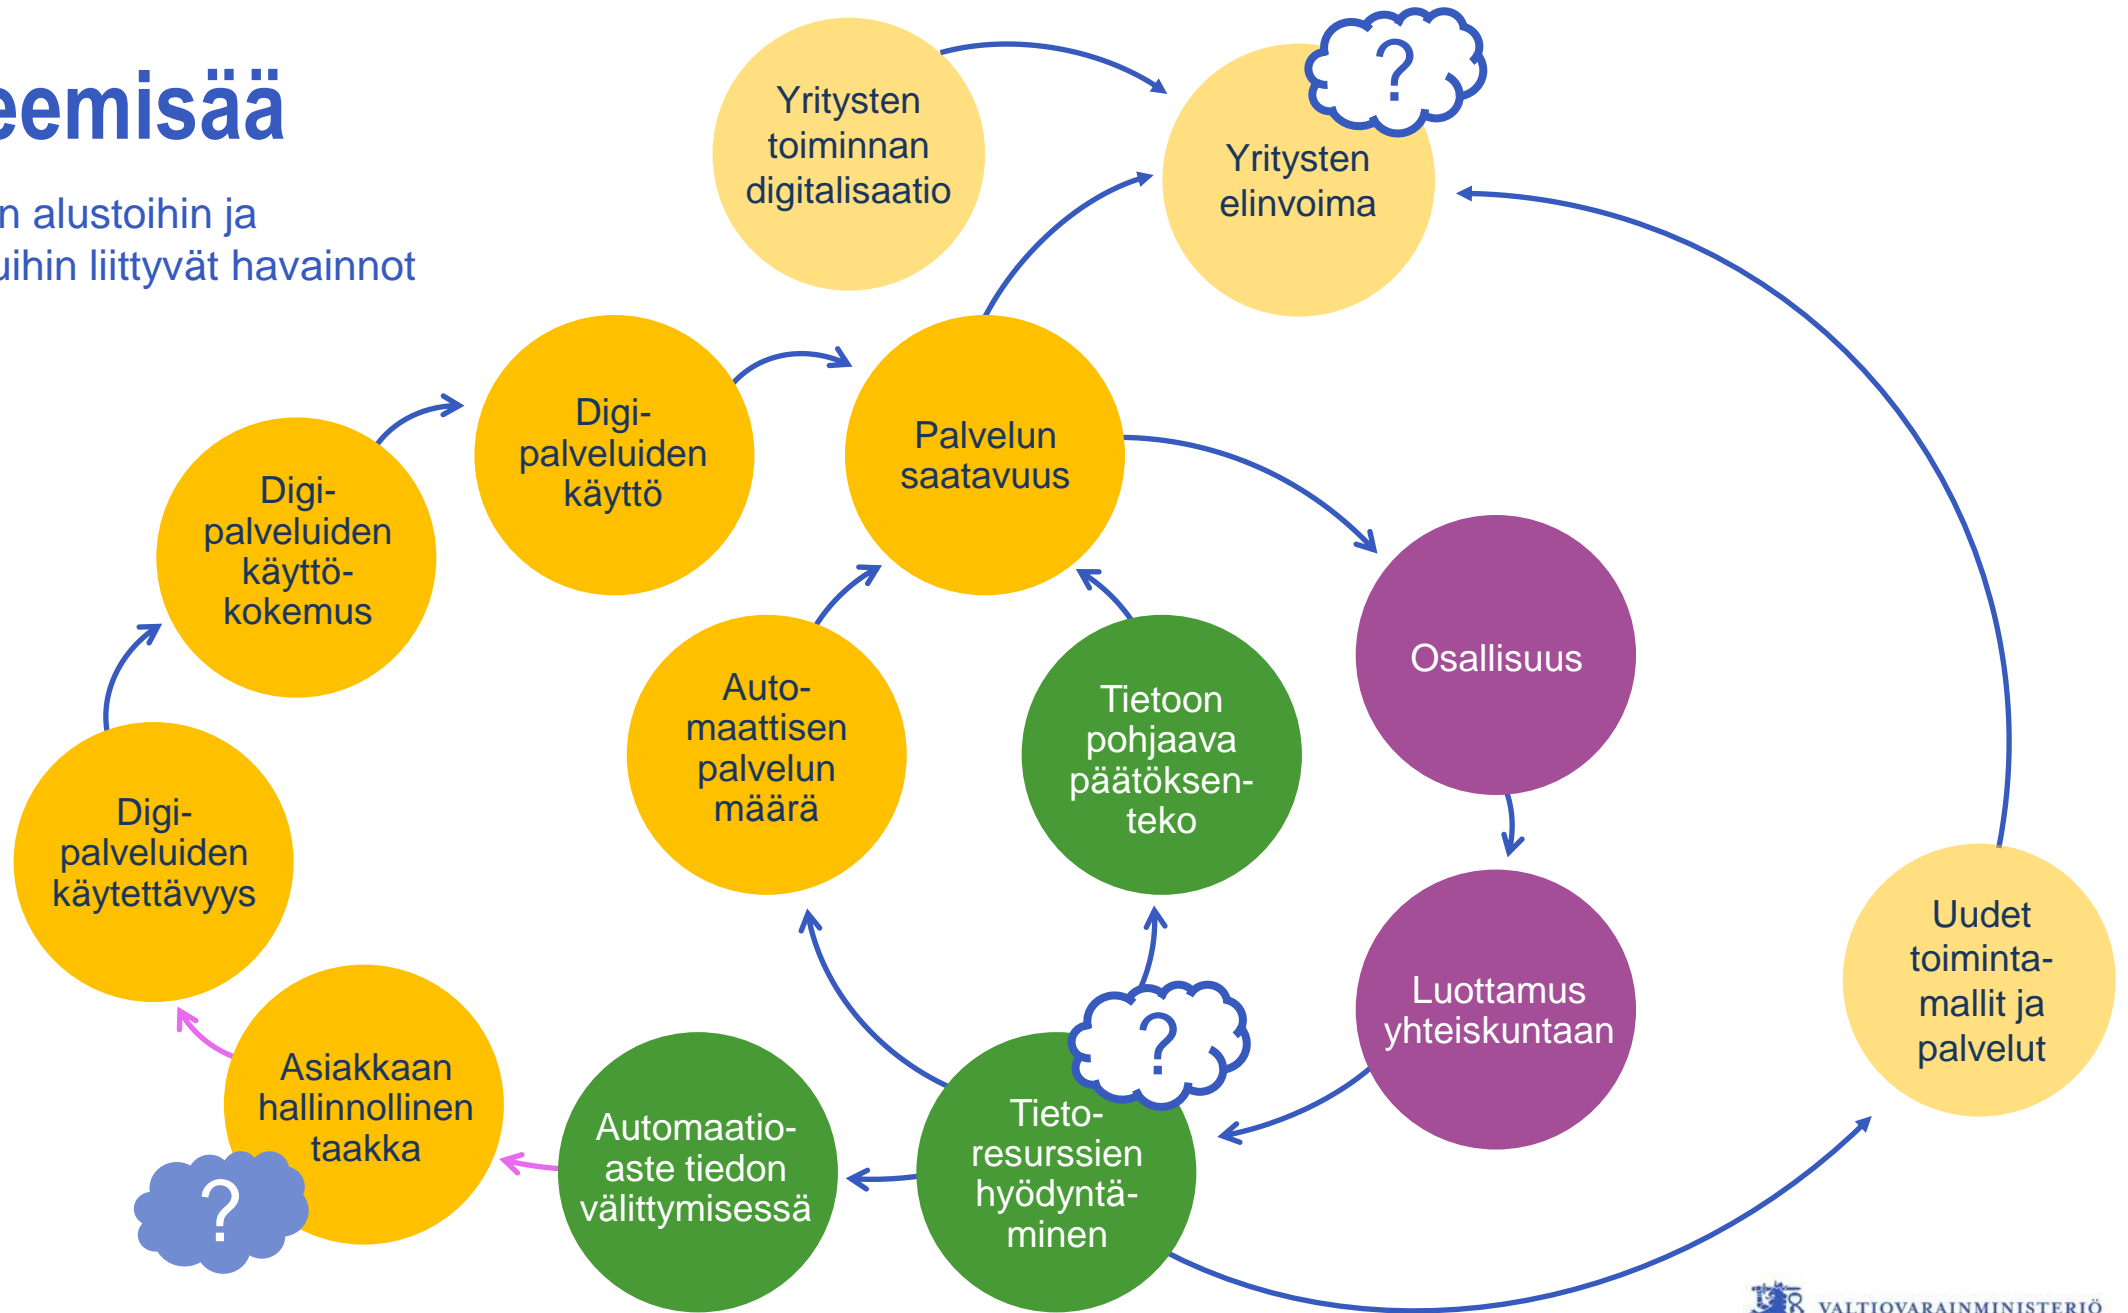 eemisää
n alustoihin ja
uihin liittyvät havainnot
Yritysten
toiminnan
digitalisaatio
?
Yritysten
elinvoima
Digi-
palveluiden
käyttö
Palvelun
saatavuus
Digi-
palveluiden
käyttö-
kokemus
Osallisuus
Auto-
maattisen
palvelun
määrä
Tietoon
pohjaava
päätöksen-
teko
Digi-
palveluiden
käytettävyys
Uudet
toiminta-
mallit ja
palvelut
Luottamus
yhteiskuntaan
?
Asiakkaan
hallinnollinen
taakka
?
Automaatio-
aste tiedon
välittymisessä
Tieto-
resurssien
hyödyntä-
minen
VALTIOVARAINMINISTERIÖ